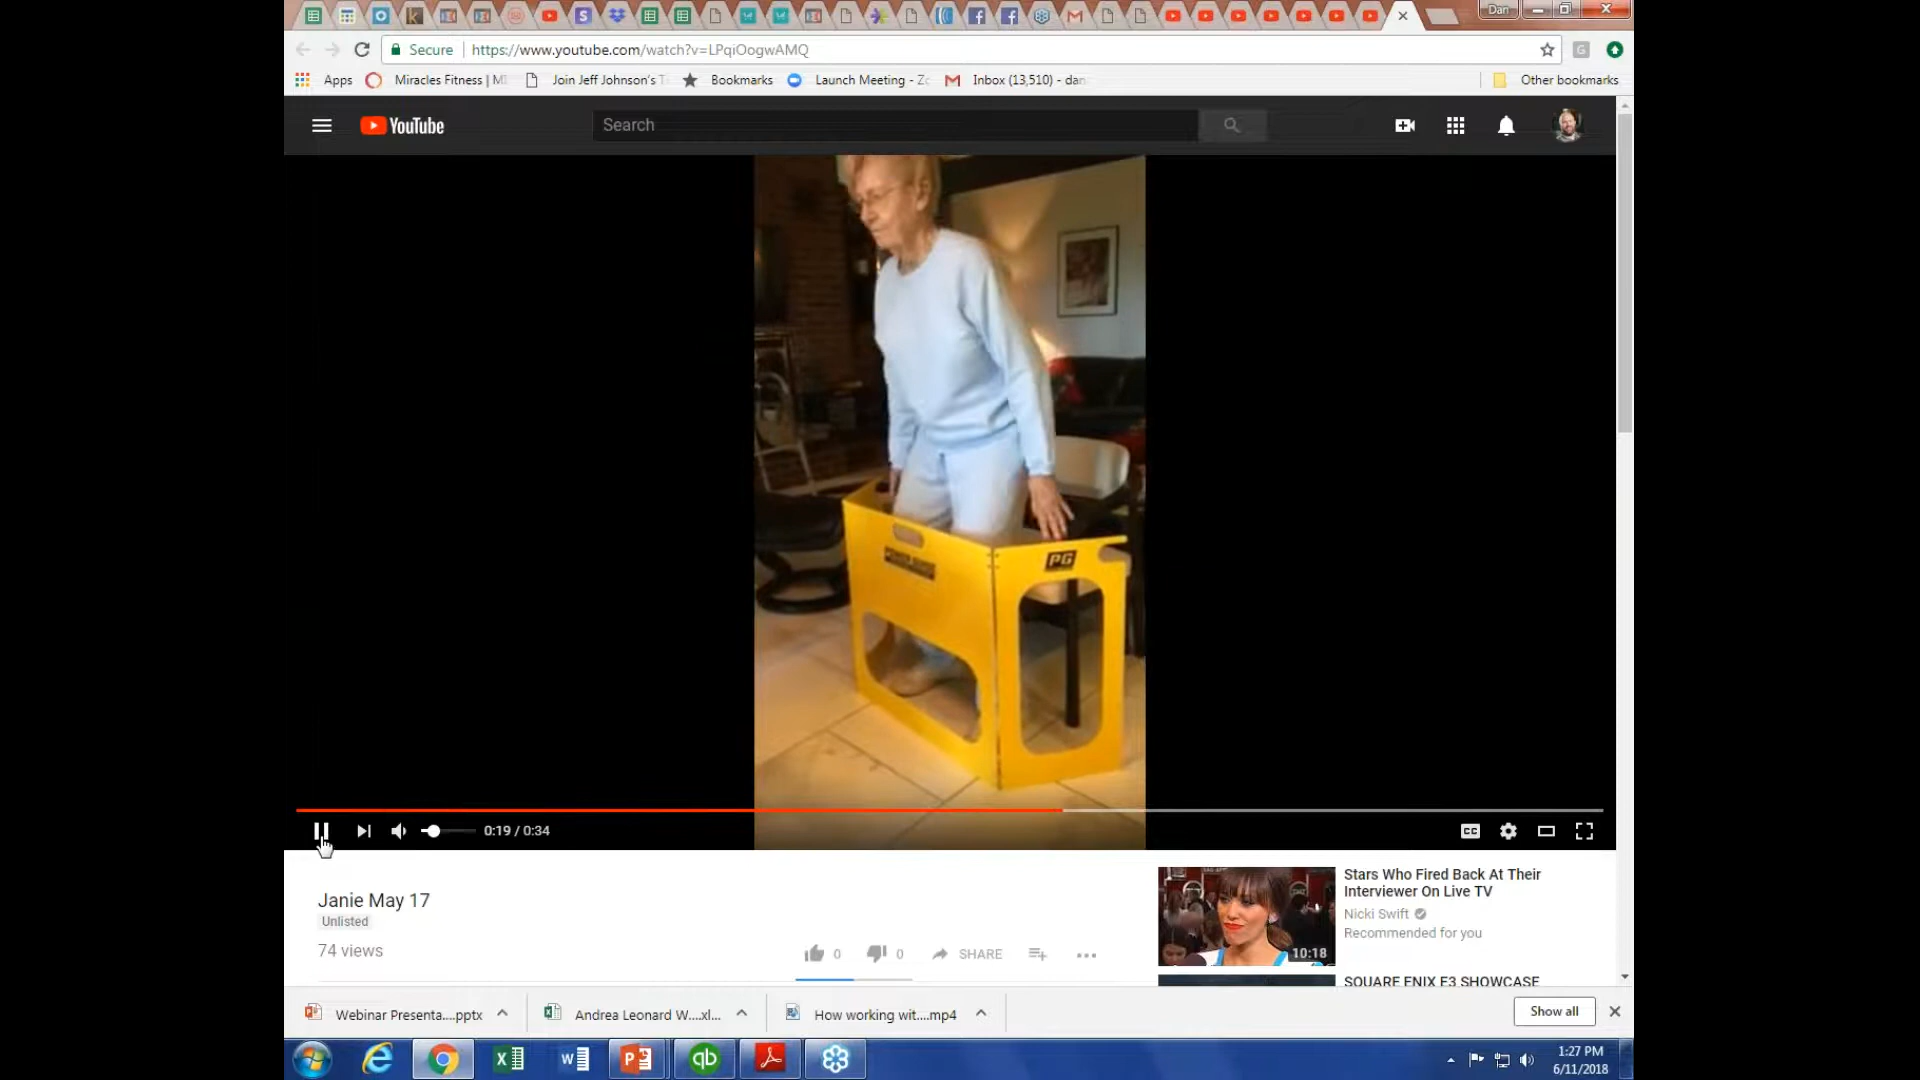 Dan
Secure https://www.youtube.com/watch?v=LPqiOogwAMQ
Apps Miracles Fitness | M Join Jeff Johnson's T Bookmarks Launch Meeting - Zo Inbox (13,510) - dan Other bookmarks
YouTube
Search
PG
0:19 / 0:34
CC
Janie May 17
Unlisted
74 views
0 0 SHARE
Stars Who Fired Back At Their
Interviewer On Live TV
Nicki Swift
Recommended for you
10:18
SQUARE ENIX E3 SHOWCASE
Webinar Presenta....pptx Andrea Leonard W....xl... How working wit....mp4 Show all
1:27 PM
6/11/2018